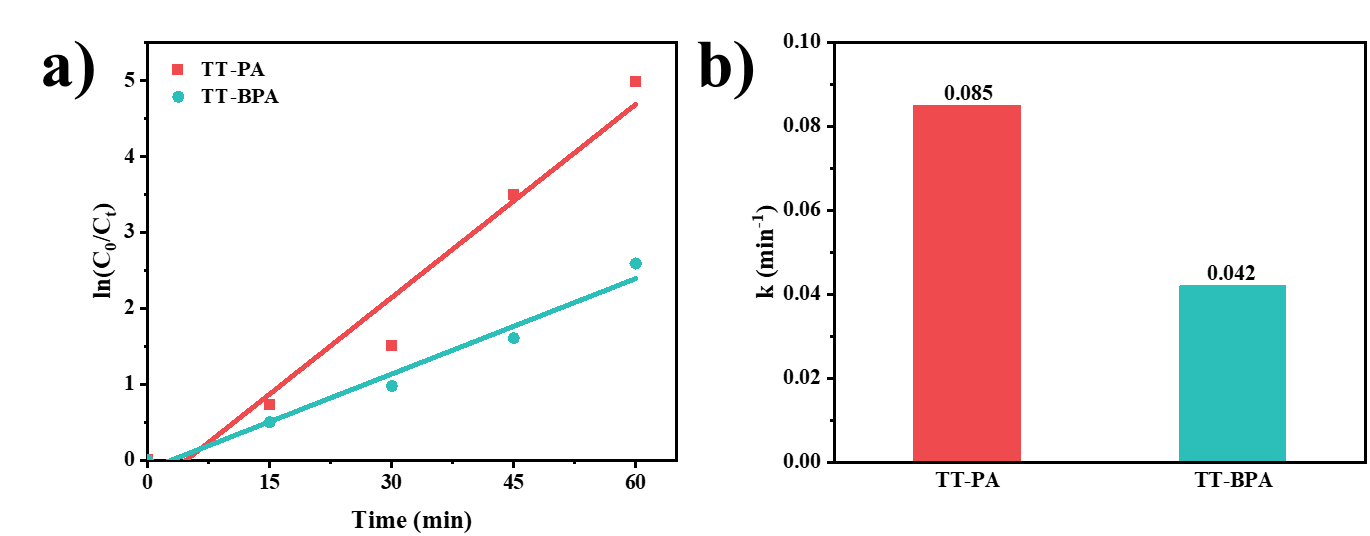 a)
TT-PA
TT-BPA
5
4
3
2
1
0
ln(C₀/Cₜ)
0 15 30 45 60
Time (min)
b)
0.10
0.08
0.06
0.04
0.02
0.00
k (min⁻¹)
0.085
0.042
TT-PA TT-BPA